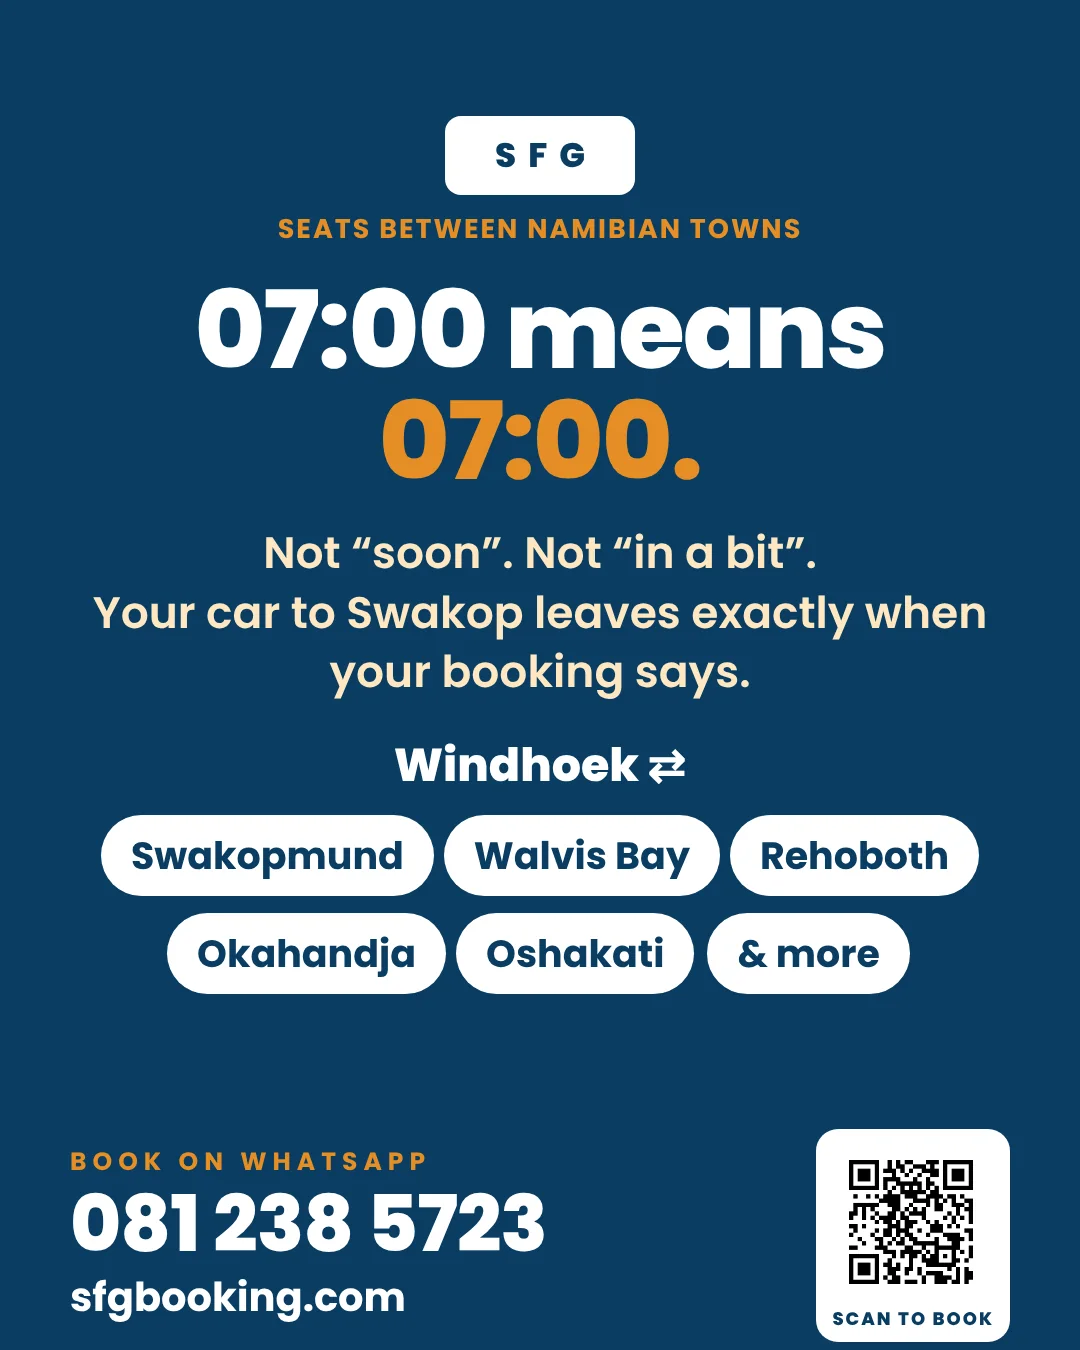 SFG
SEATS BETWEEN NAMIBIAN TOWNS
07:00 means
07:00.
Not “soon”. Not “in a bit”.
Your car to Swakop leaves exactly when
your booking says.
Windhoek ⇄
Swakopmund Walvis Bay Rehoboth
Okahandja Oshakati & more
BOOK ON WHATSAPP
081 238 5723
sfgbooking.com
SCAN TO BOOK